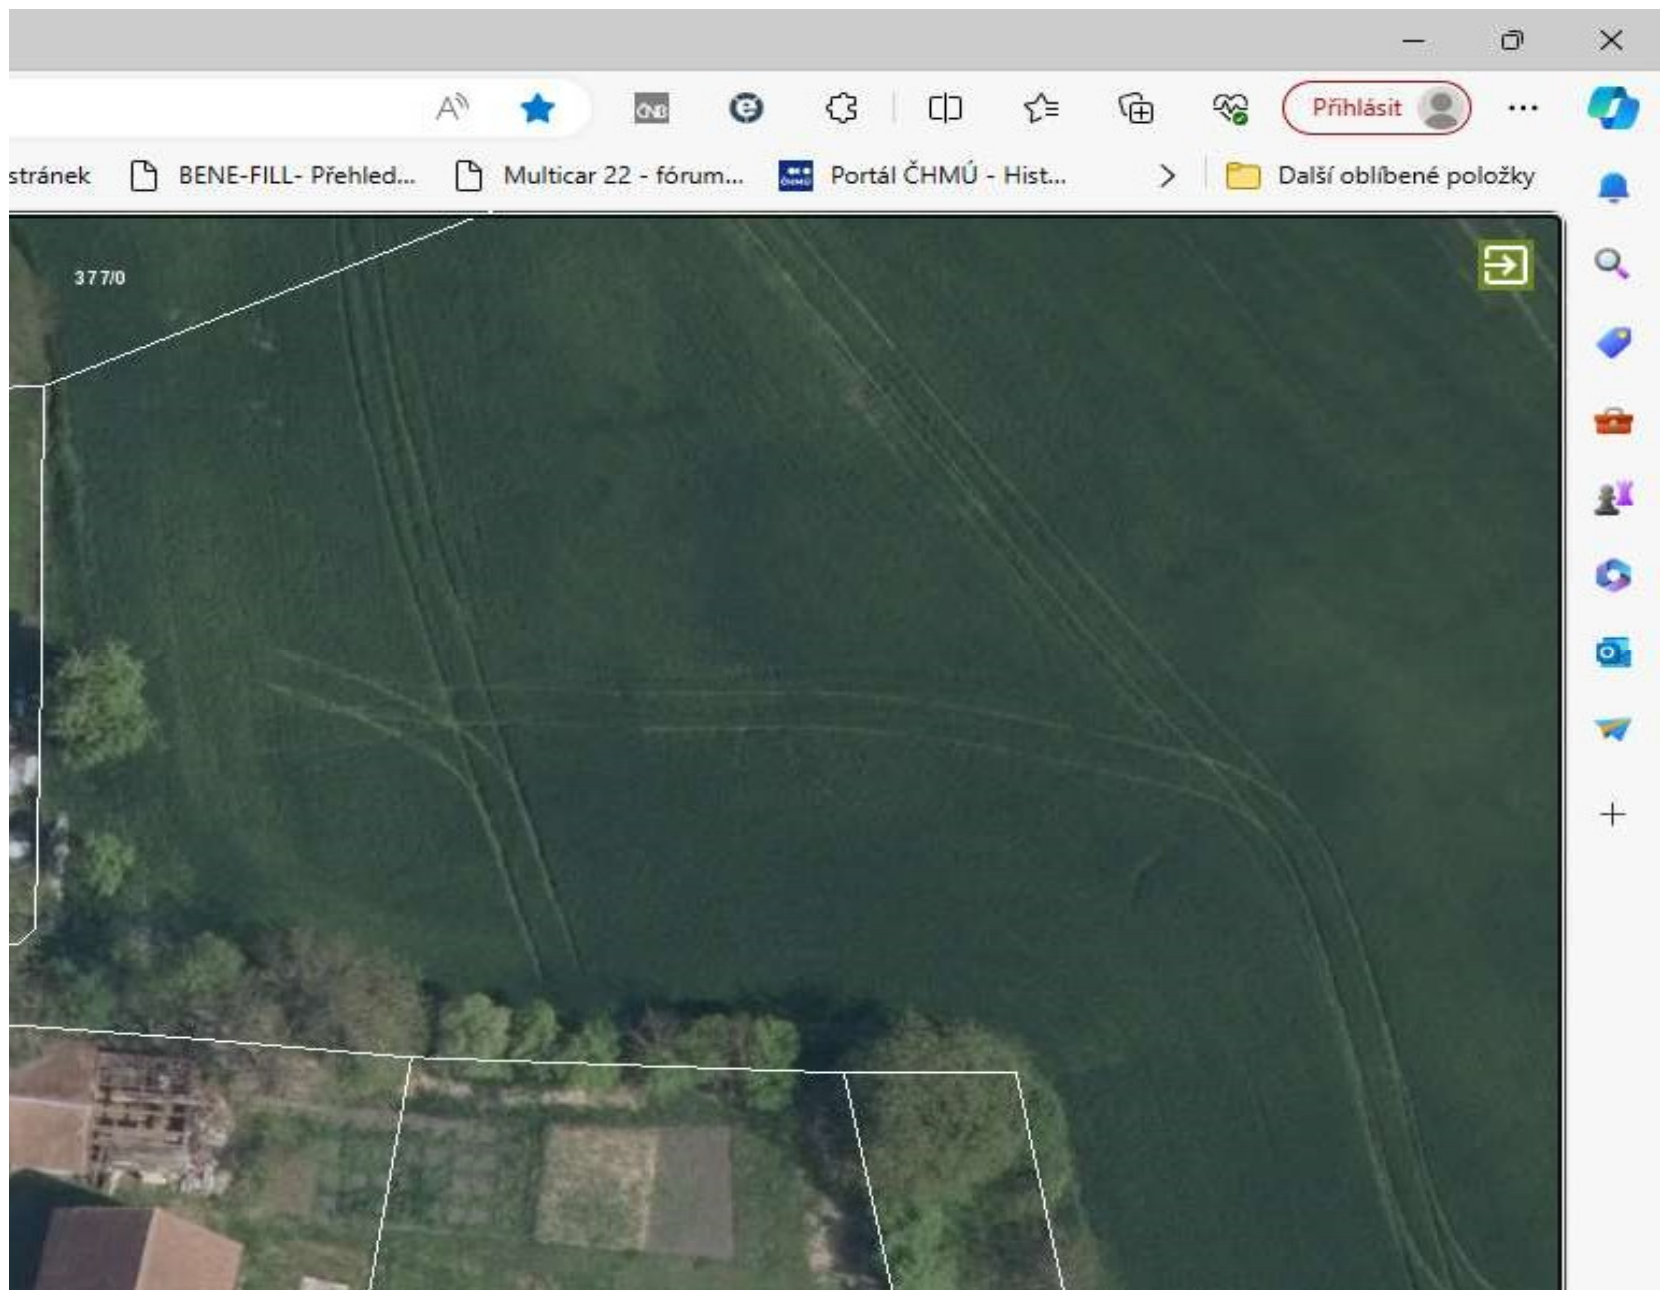 Přihlásit
stránek BENE-FILL- Přehled... Multicar 22 - fórum... Portál ČHMÚ - Hist... Další oblíbené položky
377/0